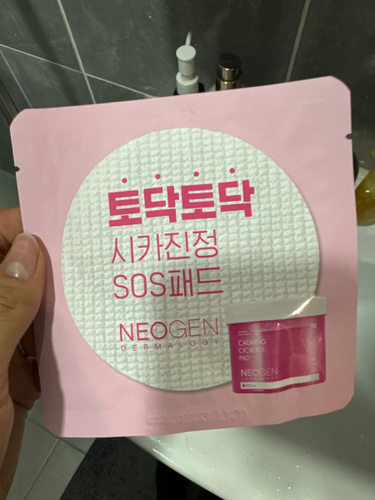 토닥토닥
시카진정
SOS패드
NEOGEN
DERMALOGY
CALMING
CICA TREE
PAD
NEOGEN